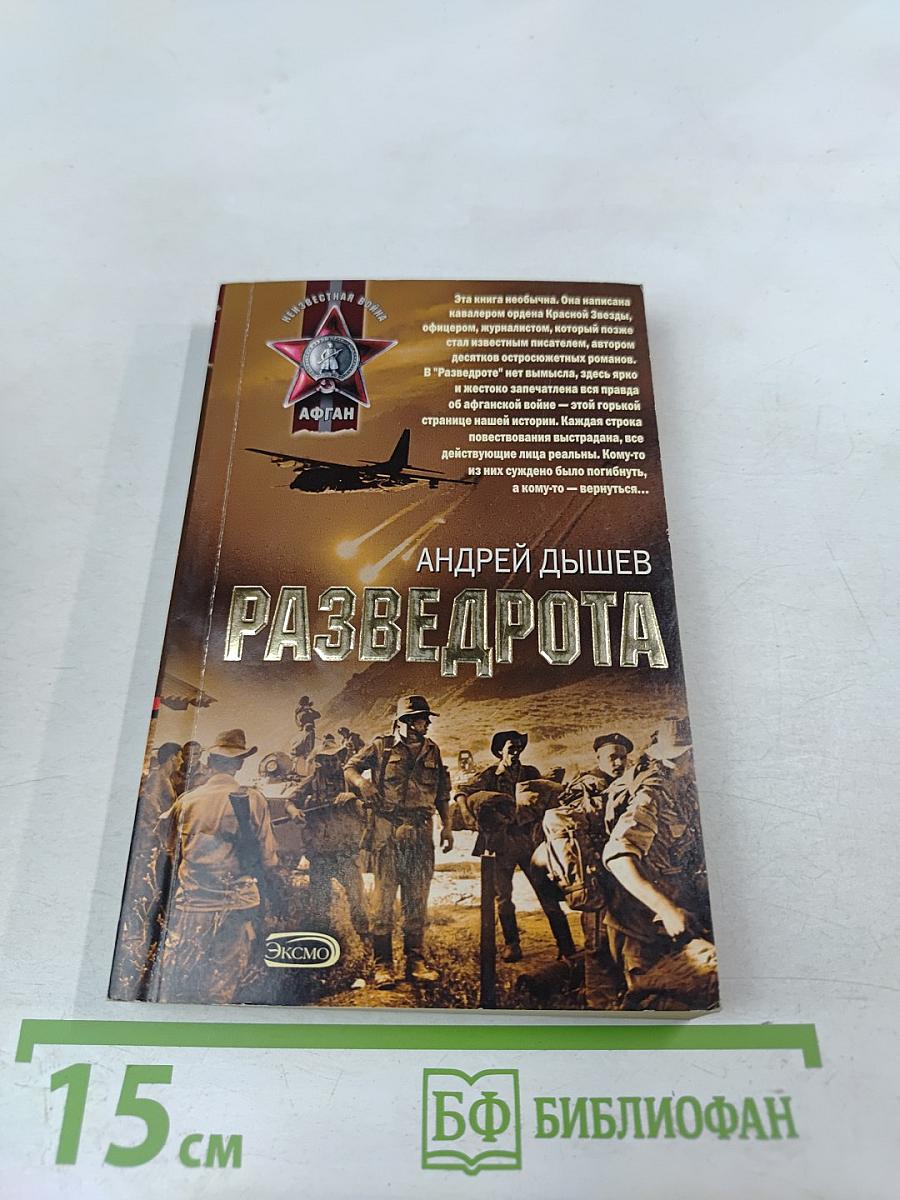 НЕИЗВЕСТНАЯ ВОЙНА
АФГАН
Эта книга необычна. Она написана
кавалером ордена Красной Звезды,
офицером, журналистом, который позже
стал известным писателем, автором
десятков остросюжетных романов.
В "Разведроте" нет вымысла, здесь ярко
и жестоко запечатлена вся правда
об афганской войне — этой горькой
странице нашей истории. Каждая строка
повествования выстрадана, все
действующие лица реальны. Кому-то
из них суждено было погибнуть,
а кому-то — вернуться...
АНДРЕЙ ДЫШЕВ
РАЗВЕДРОТА
ЭКСМО
15 см
БФ БИБЛИОФАН